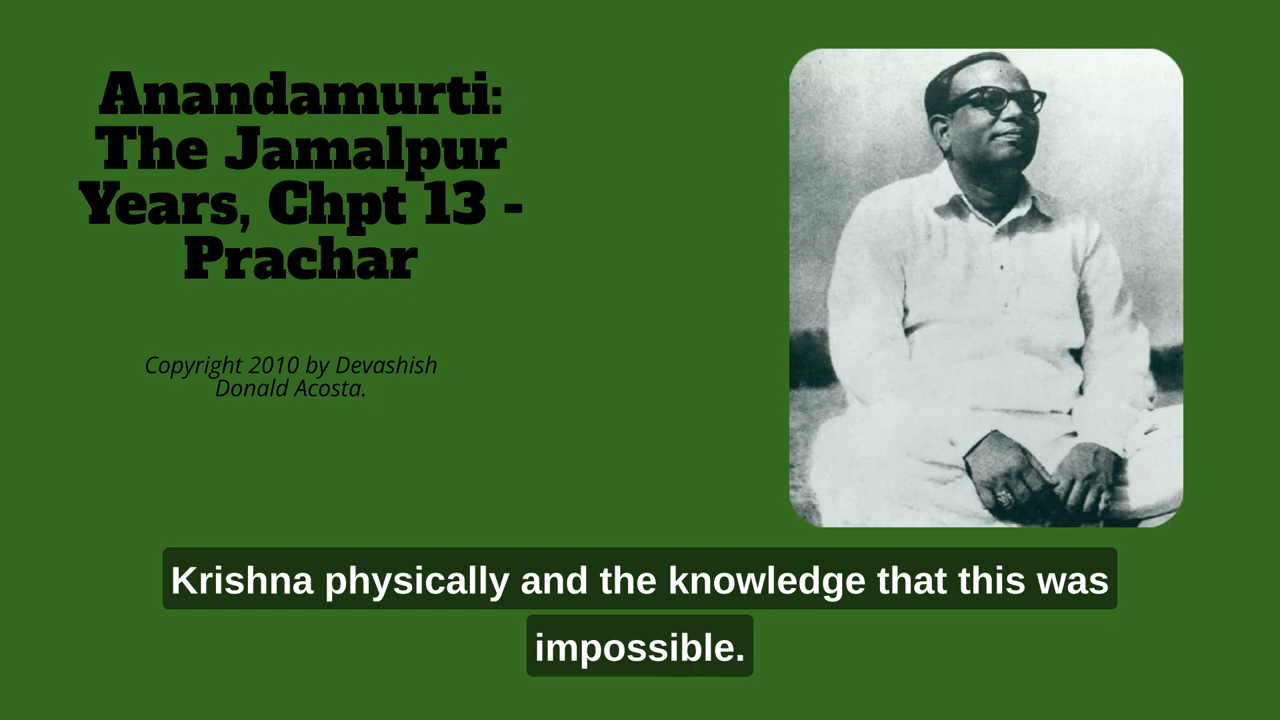 Anandamurti:
The Jamalpur
Years, Chpt 13 -
Prachar
Copyright 2010 by Devashish
Donald Acosta.
Krishna physically and the knowledge that this was
impossible.